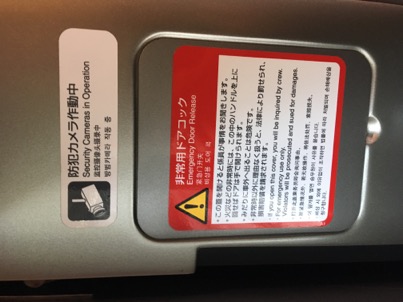 防犯カメラ作動中
Security Cameras in Operation
监控摄像头摄录中
방범카메라 작동 중
非常用ドアコック
Emergency Door Release
紧急门开关
비상용 도어 콕
・この蓋を開けると係員が事情をお聞きします。
・火災などの非常時には、この中のハンドルを上に
回せばドアは手で開けられます。
・みだりに車外へ出ることは危険です。
・非常時以外に理由なく扱うと、法律により罰せられ、
損害賠償を請求されます。
・If you open this cover, you will be inquired by crew.
・For emergency use only.
Violators will be prosecuted and sued for damages.